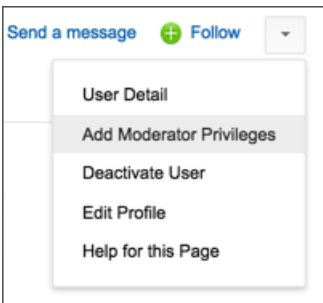 Send a message Follow
User Detail
Add Moderator Privileges
Deactivate User
Edit Profile
Help for this Page